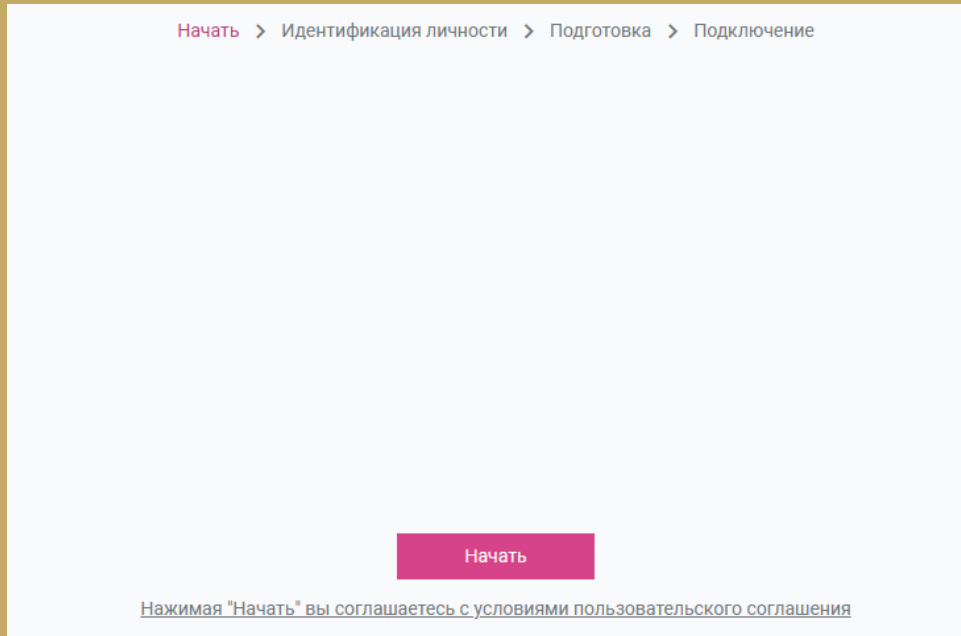 Начать > Идентификация личности > Подготовка > Подключение
Начать
Нажимая "Начать" вы соглашаетесь с условиями пользовательского соглашения